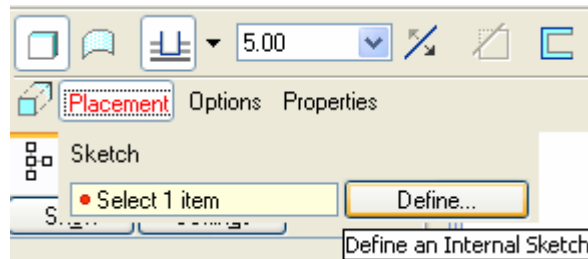 5.00
Placement Options Properties
Sketch
Select 1 item Define...
Define an Internal Sketch